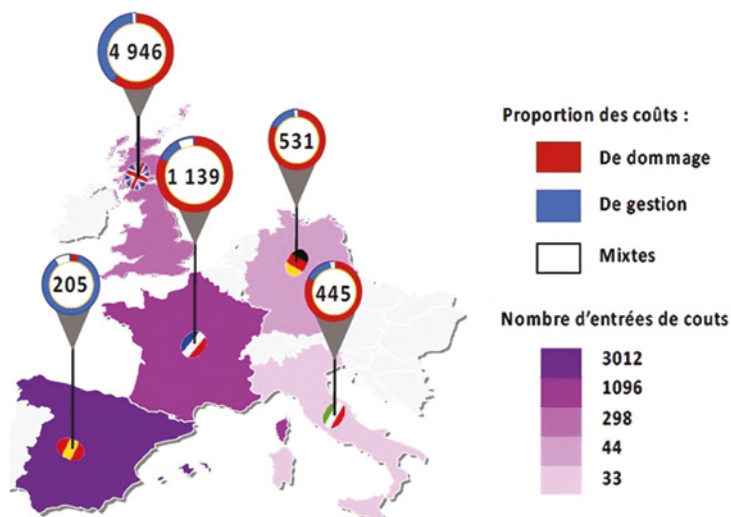 4 946
1 139
531
205
445
Proportion des coûts :
De dommage
De gestion
Mixtes
Nombre d'entrées de couts
3012
1096
298
44
33